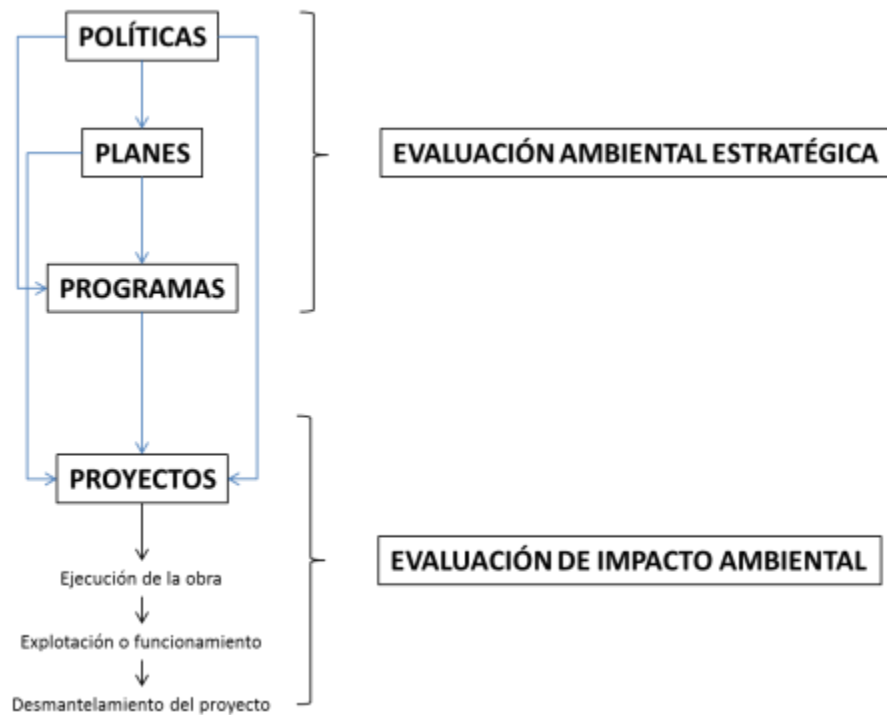 POLÍTICAS
PLANES
EVALUACIÓN AMBIENTAL ESTRATÉGICA
PROGRAMAS
PROYECTOS
EVALUACIÓN DE IMPACTO AMBIENTAL
Ejecución de la obra
Explotación o funcionamiento
Desmantelamiento del proyecto